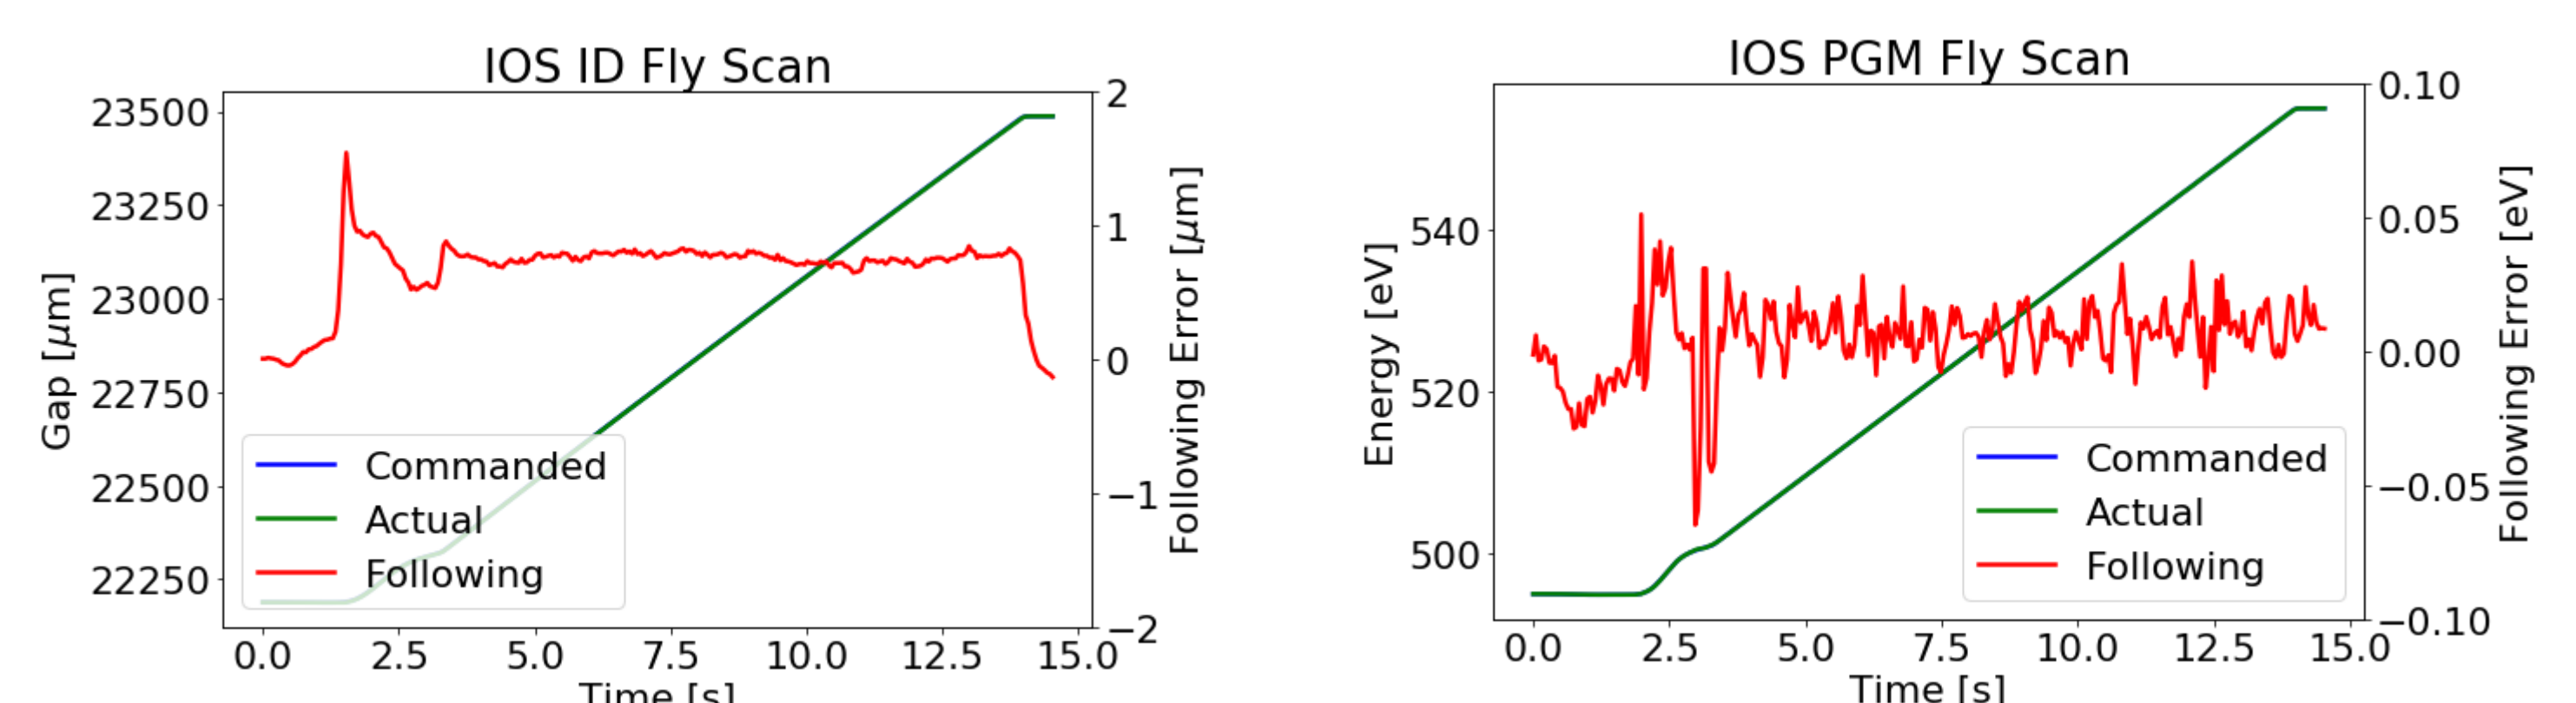 IOS ID Fly Scan
23500
23250
23000
22750
22500
22250
Gap [μm]
2
1
0
−1
−2
Following Error [μm]
Commanded
Actual
Following
0.0 2.5 5.0 7.5 10.0 12.5 15.0
Time [s]
IOS PGM Fly Scan
540
520
500
Energy [eV]
0.10
0.05
0.00
−0.05
−0.10
Following Error [eV]
Commanded
Actual
Following
0.0 2.5 5.0 7.5 10.0 12.5 15.0
Time [s]